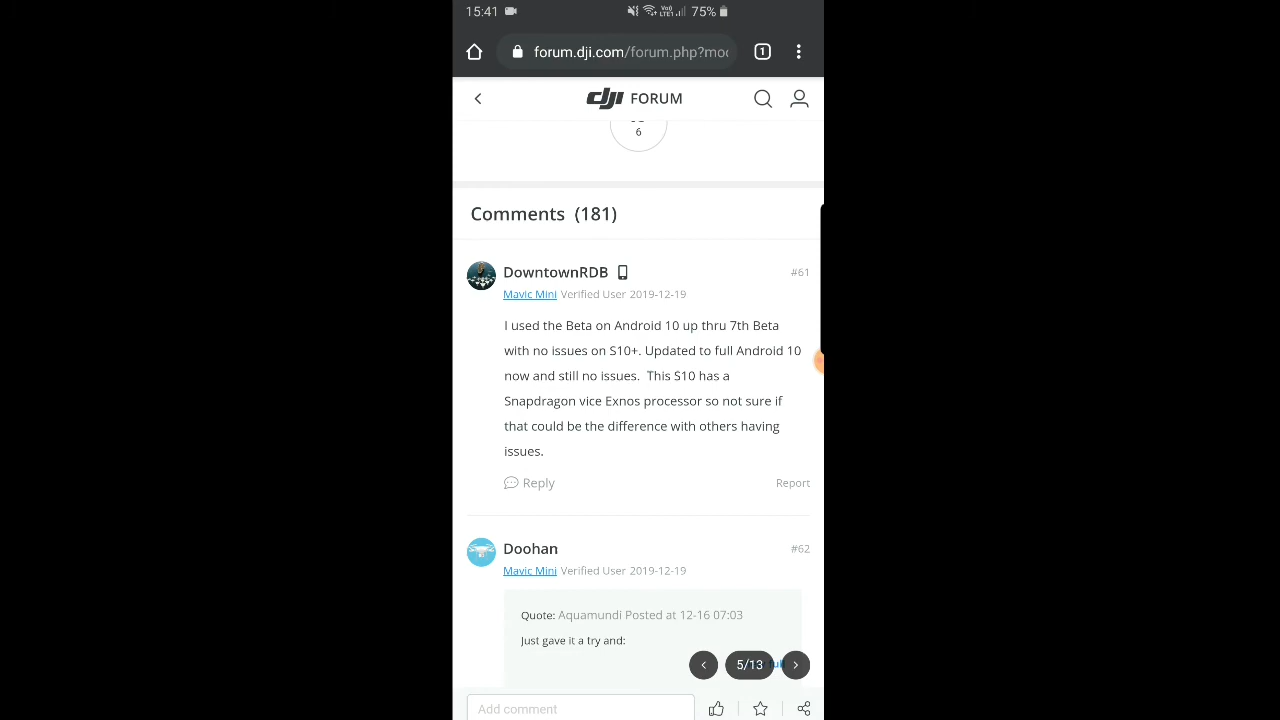 15:41 75%
forum.dji.com/forum.php?mo
1
dji FORUM
6
Comments (181)
DowntownRDB #61
Mavic Mini Verified User 2019-12-19
I used the Beta on Android 10 up thru 7th Beta
with no issues on S10+. Updated to full Android 10
now and still no issues. This S10 has a
Snapdragon vice Exnos processor so not sure if
that could be the difference with others having
issues.
Reply Report
Doohan #62
Mavic Mini Verified User 2019-12-19
Quote: Aquamundi Posted at 12-16 07:03
Just gave it a try and:
5/13
Add comment